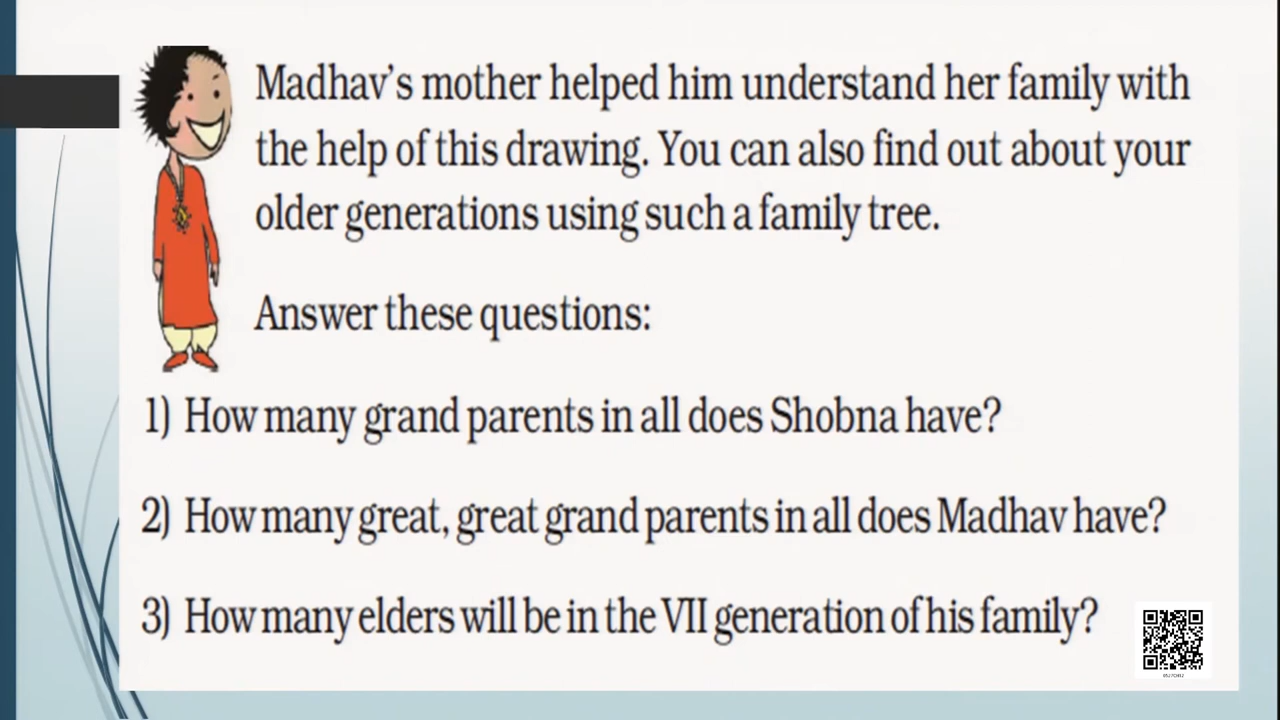 Madhav's mother helped him understand her family with
the help of this drawing. You can also find out about your
older generations using such a family tree.
Answer these questions:
1) How many grand parents in all does Shobna have?
2) How many great, great grand parents in all does Madhav have?
3) How many elders will be in the VII generation of his family?